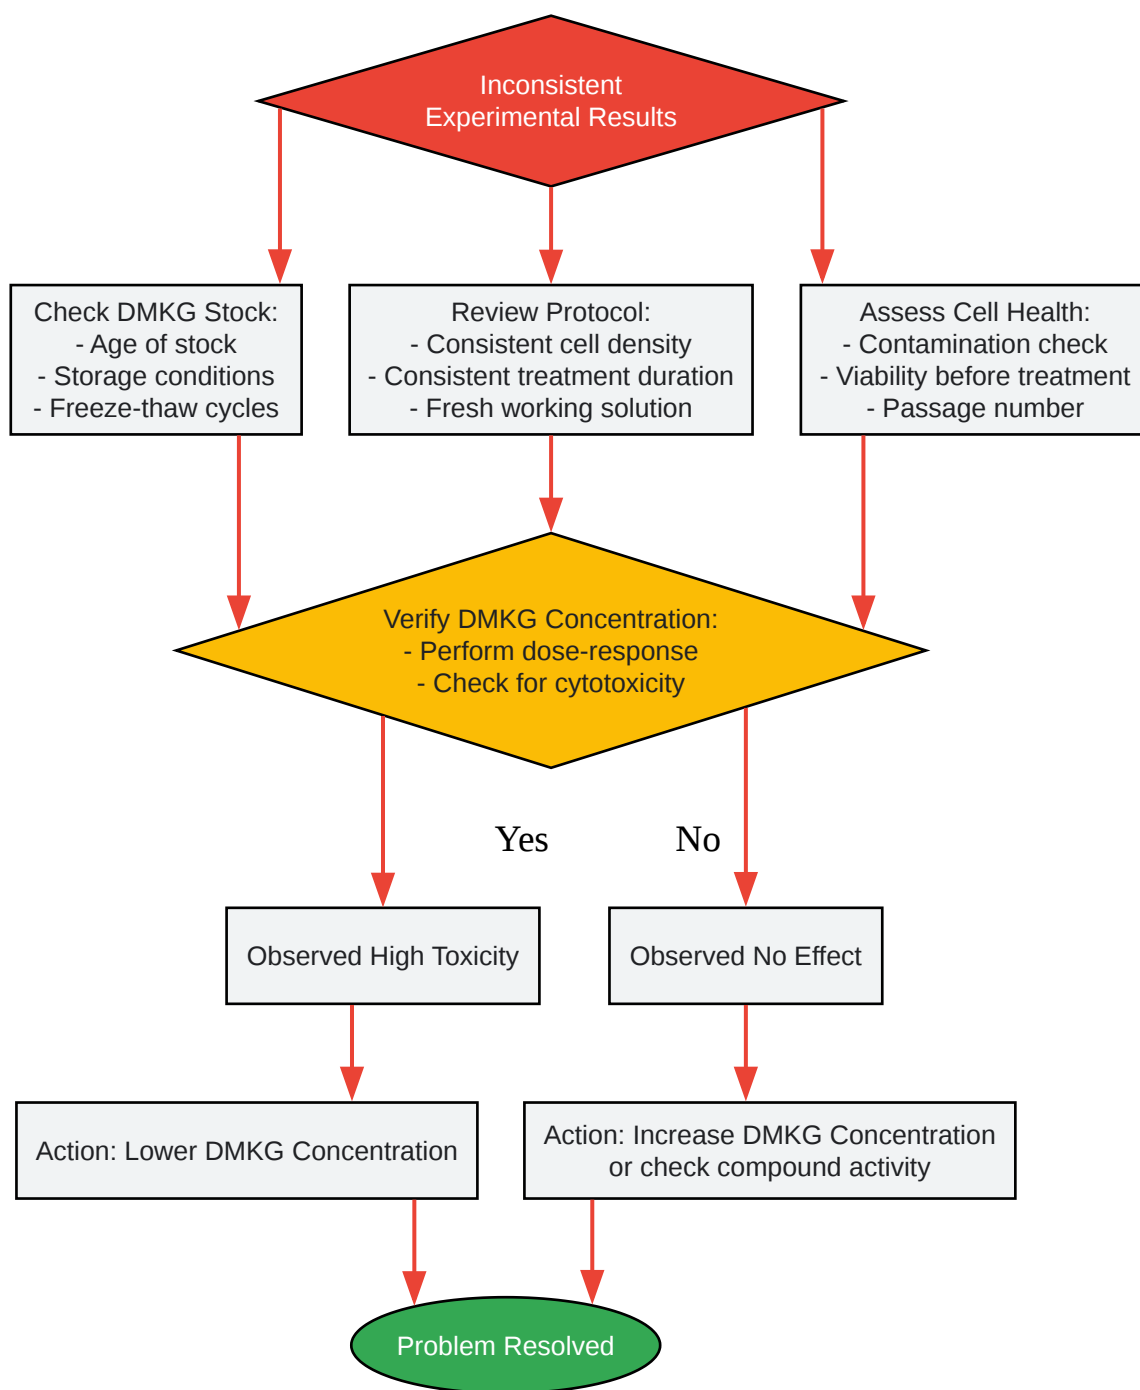 Inconsistent
Experimental Results
Check DMKG Stock:
- Age of stock
- Storage conditions
- Freeze-thaw cycles
Review Protocol:
- Consistent cell density
- Consistent treatment duration
- Fresh working solution
Assess Cell Health:
- Contamination check
- Viability before treatment
- Passage number
Verify DMKG Concentration:
- Perform dose-response
- Check for cytotoxicity
Yes
No
Observed High Toxicity
Observed No Effect
Action: Lower DMKG Concentration
Action: Increase DMKG Concentration
or check compound activity
Problem Resolved